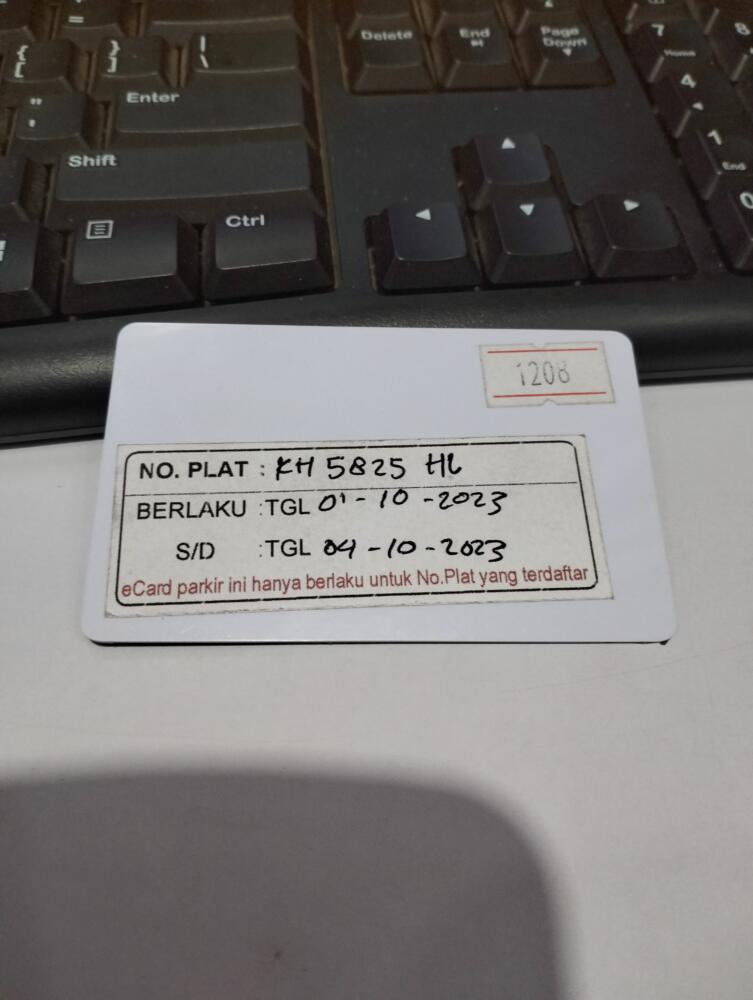 =
{
[
}
]
|
\
Delete
End
Page
Down
7
Home
8
"
'
Enter
4
Shift
1
End
Ctrl
0
1208
NO. PLAT : KH 5825 HL
BERLAKU :TGL 01-10-2023
S/D :TGL 04-10-2023
eCard parkir ini hanya berlaku untuk No.Plat yang terdaftar